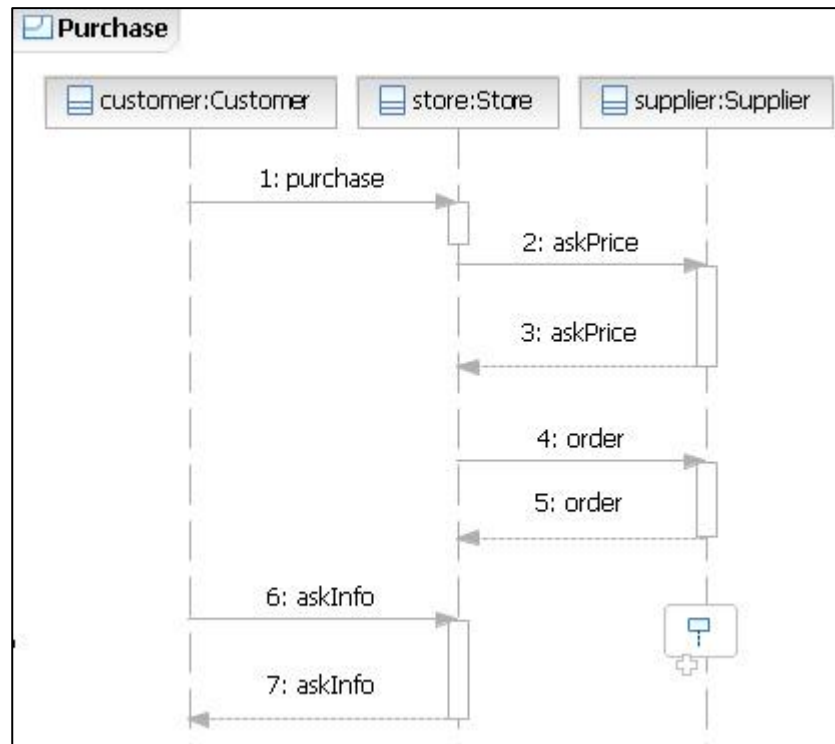 Purchase
customer:Customer
store:Store
supplier:Supplier
1: purchase
2: askPrice
3: askPrice
4: order
5: order
6: askInfo
7: askInfo